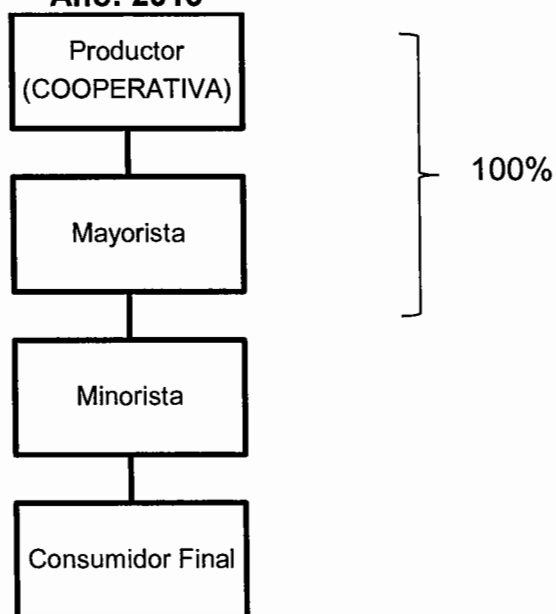 Productor
(COOPERATIVA)
100%
Mayorista
Minorista
Consumidor Final